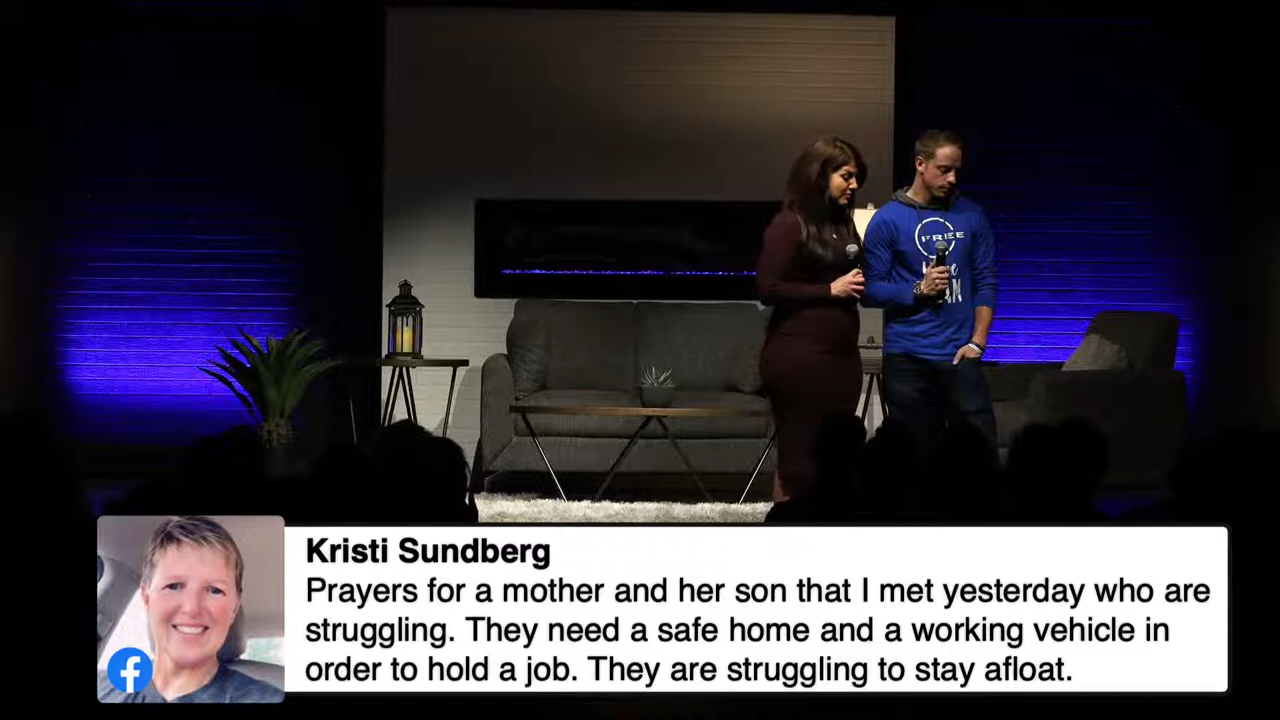 FREE
Kristi Sundberg
Prayers for a mother and her son that I met yesterday who are
struggling. They need a safe home and a working vehicle in
order to hold a job. They are struggling to stay afloat.